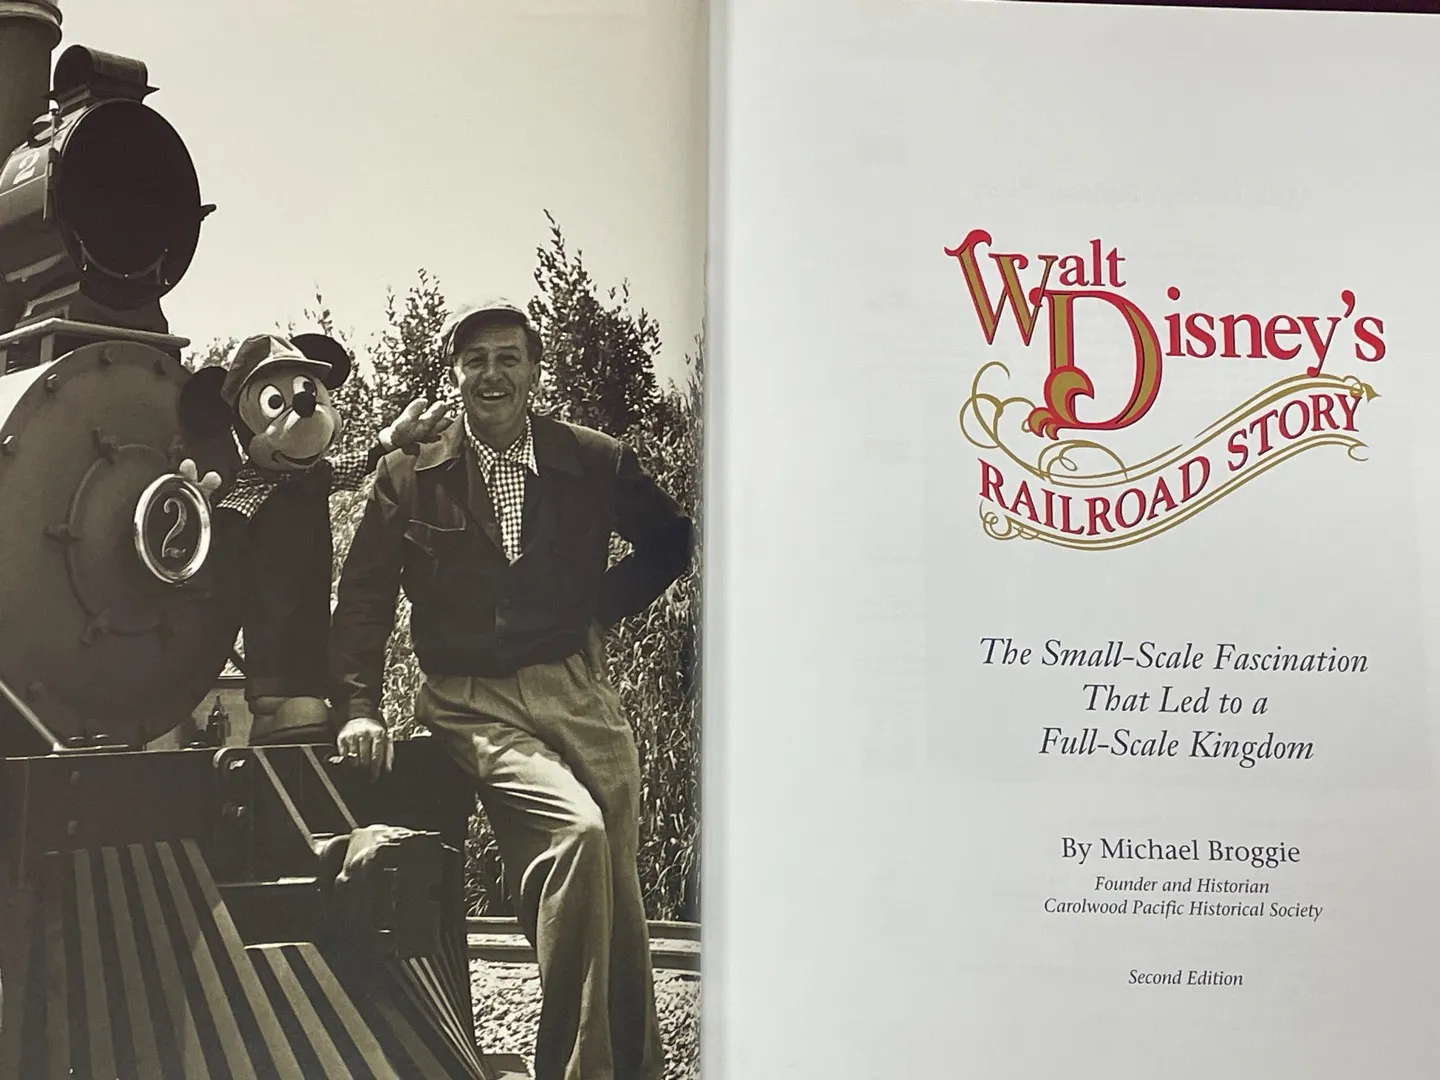 2
2
Walt
Disney's
RAILROAD STORY
The Small-Scale Fascination
That Led to a
Full-Scale Kingdom
By Michael Broggie
Founder and Historian
Carolwood Pacific Historical Society
Second Edition